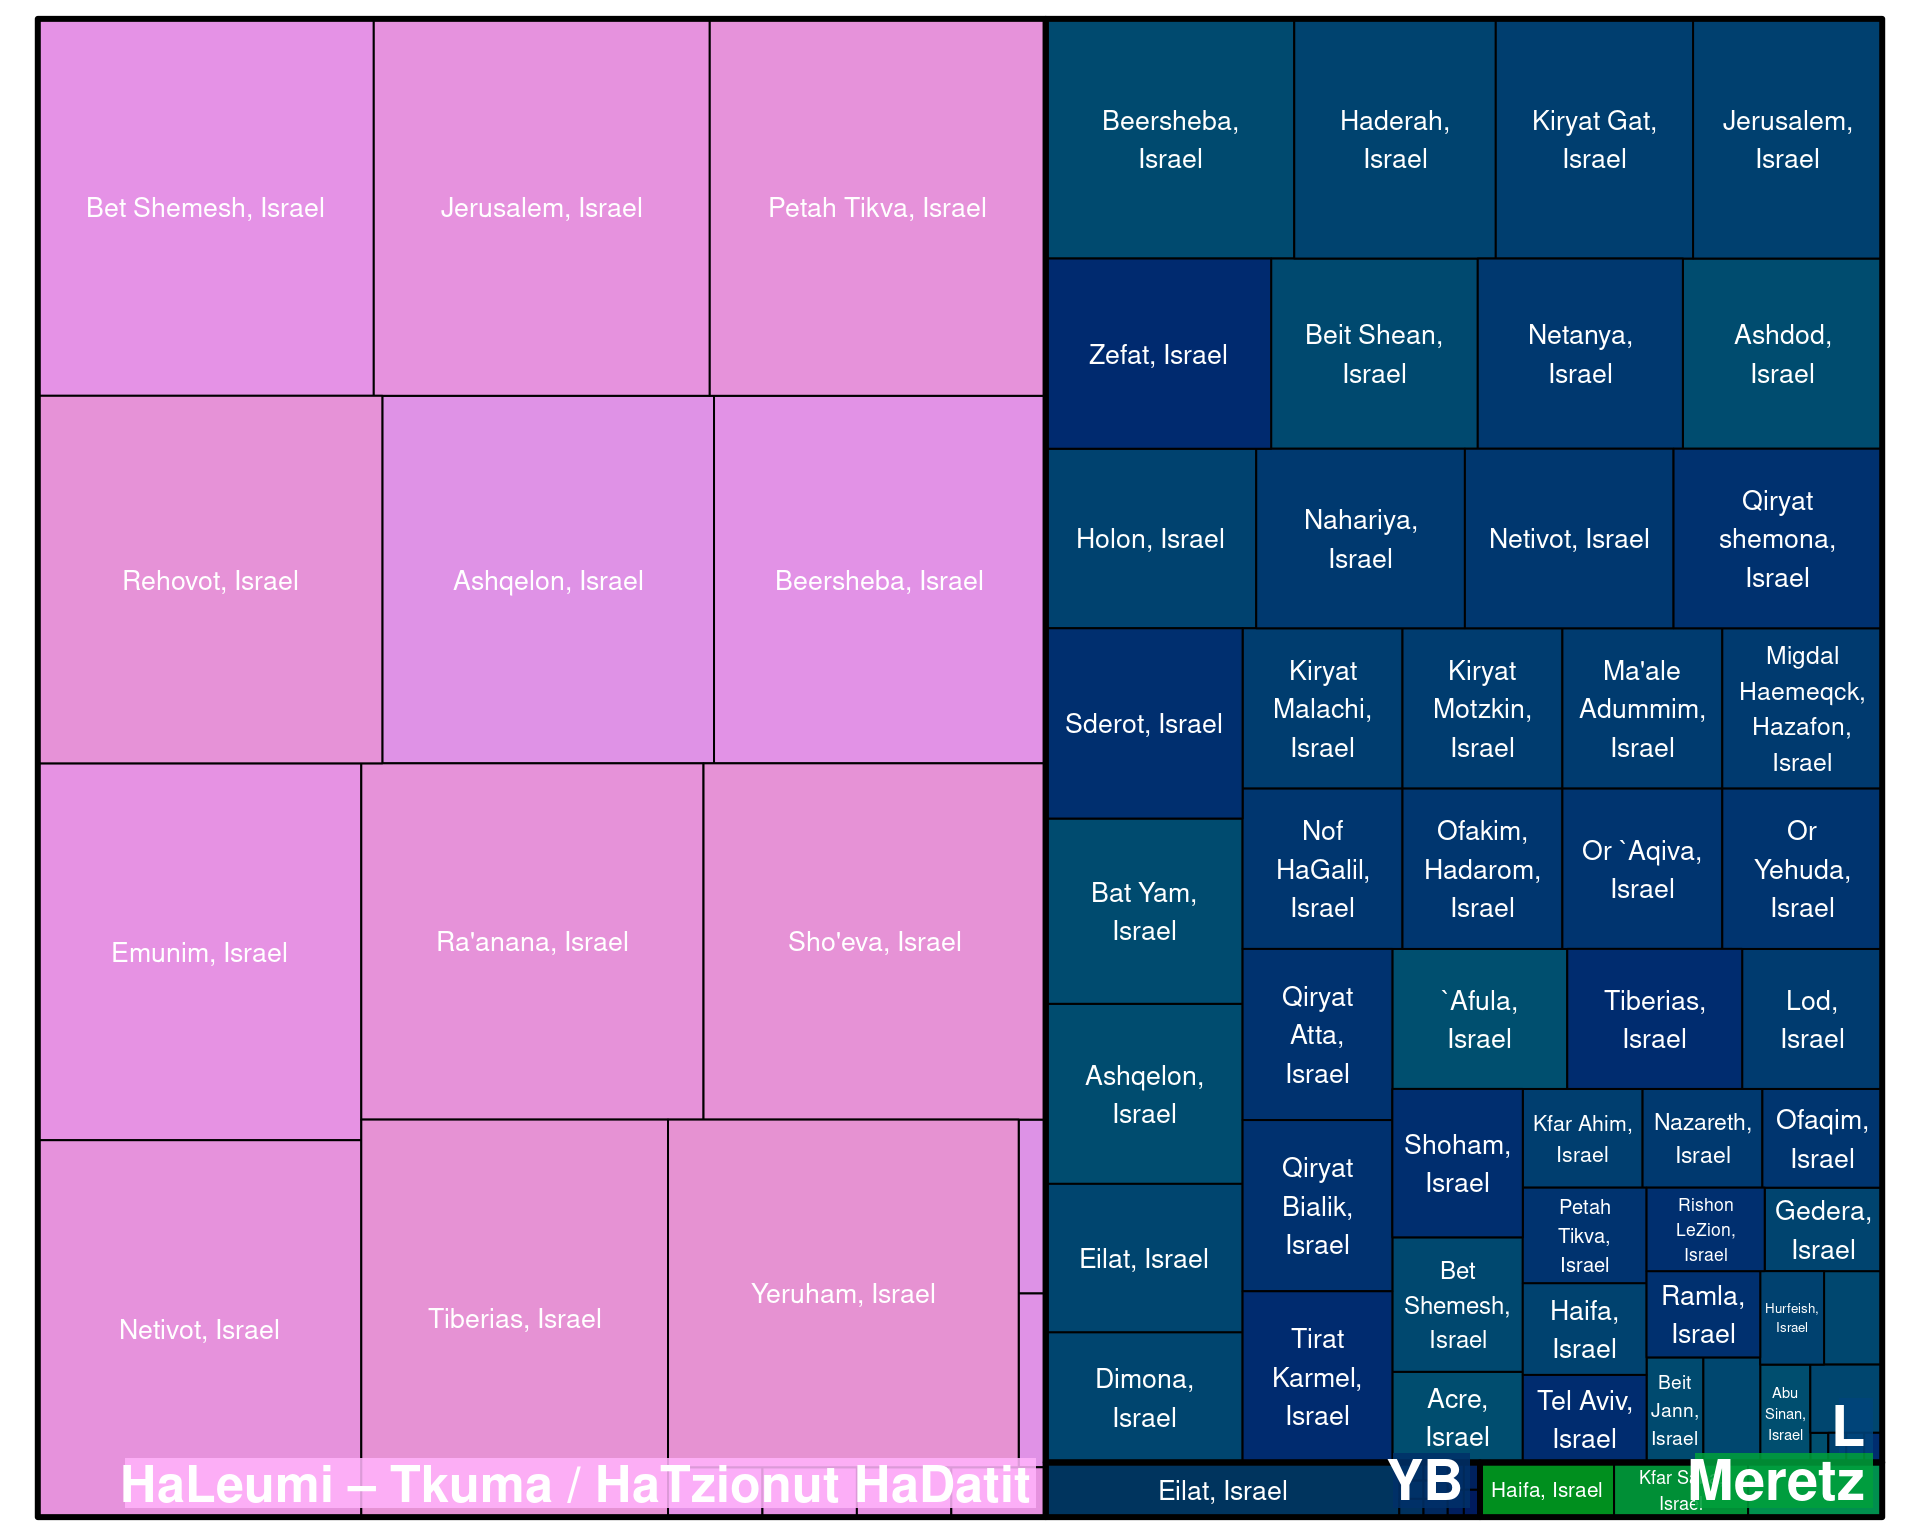 Bet Shemesh, Israel
Jerusalem, Israel
Petah Tikva, Israel
Rehovot, Israel
Ashqelon, Israel
Beersheba, Israel
Emunim, Israel
Ra'anana, Israel
Sho'eva, Israel
Netivot, Israel
Tiberias, Israel
Yeruham, Israel
HaLeumi – Tkuma / HaTzionut HaDatit
Beersheba,
Israel
Haderah,
Israel
Kiryat Gat,
Israel
Jerusalem,
Israel
Zefat, Israel
Beit Shean,
Israel
Netanya,
Israel
Ashdod,
Israel
Holon, Israel
Nahariya,
Israel
Netivot, Israel
Qiryat
shemona,
Israel
Sderot, Israel
Kiryat
Malachi,
Israel
Kiryat
Motzkin,
Israel
Ma'ale
Adummim,
Israel
Migdal
Haemeqck,
Hazafon,
Israel
Nof
HaGalil,
Israel
Ofakim,
Hadarom,
Israel
Or `Aqiva,
Israel
Or
Yehuda,
Israel
Bat Yam,
Israel
Ashqelon,
Israel
Eilat, Israel
Dimona,
Israel
Qiryat
Atta,
Israel
Qiryat
Bialik,
Israel
Tirat
Karmel,
Israel
`Afula,
Israel
Tiberias,
Israel
Lod,
Israel
Shoham,
Israel
Kfar Ahim,
Israel
Nazareth,
Israel
Ofaqim,
Israel
Petah
Tikva,
Israel
Rishon
LeZion,
Israel
Gedera,
Israel
Bet
Shemesh,
Israel
Haifa,
Israel
Ramla,
Israel
Hurfeish,
Israel
Acre,
Israel
Tel Aviv,
Israel
Beit
Jann,
Israel
Abu
Sinan,
Israel
L
Eilat, Israel
YB
Haifa, Israel
Kfar
Israel
Meretz